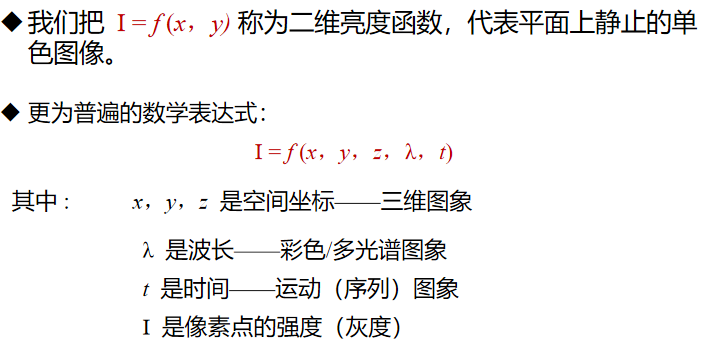 ◆ 我们把 I = f (x，y) 称为二维亮度函数，代表平面上静止的单
色图像。
◆ 更为普遍的数学表达式：
I = f (x，y，z，λ，t)
其中： x，y，z 是空间坐标——三维图象
λ 是波长——彩色/多光谱图象
t 是时间——运动（序列）图象
I 是像素点的强度（灰度）